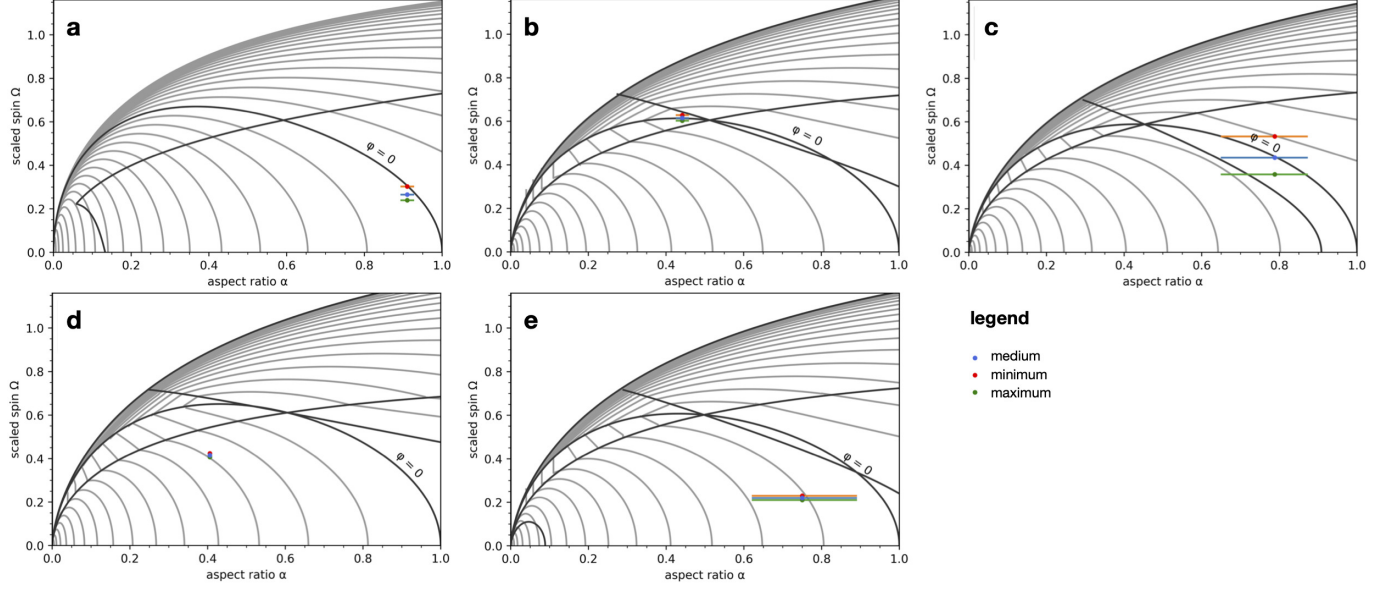 a
scaled spin Ω
1.0
0.8
0.6
0.4
0.2
0.0
φ = 0
0.0 0.2 0.4 0.6 0.8 1.0
aspect ratio α
b
scaled spin Ω
1.0
0.8
0.6
0.4
0.2
0.0
φ = 0
0.0 0.2 0.4 0.6 0.8 1.0
aspect ratio α
c
scaled spin Ω
1.0
0.8
0.6
0.4
0.2
0.0
φ = 0
0.0 0.2 0.4 0.6 0.8 1.0
aspect ratio α
d
scaled spin Ω
1.0
0.8
0.6
0.4
0.2
0.0
φ = 0
0.0 0.2 0.4 0.6 0.8 1.0
aspect ratio α
e
scaled spin Ω
1.0
0.8
0.6
0.4
0.2
0.0
φ = 0
0.0 0.2 0.4 0.6 0.8 1.0
aspect ratio α
legend
medium
minimum
maximum